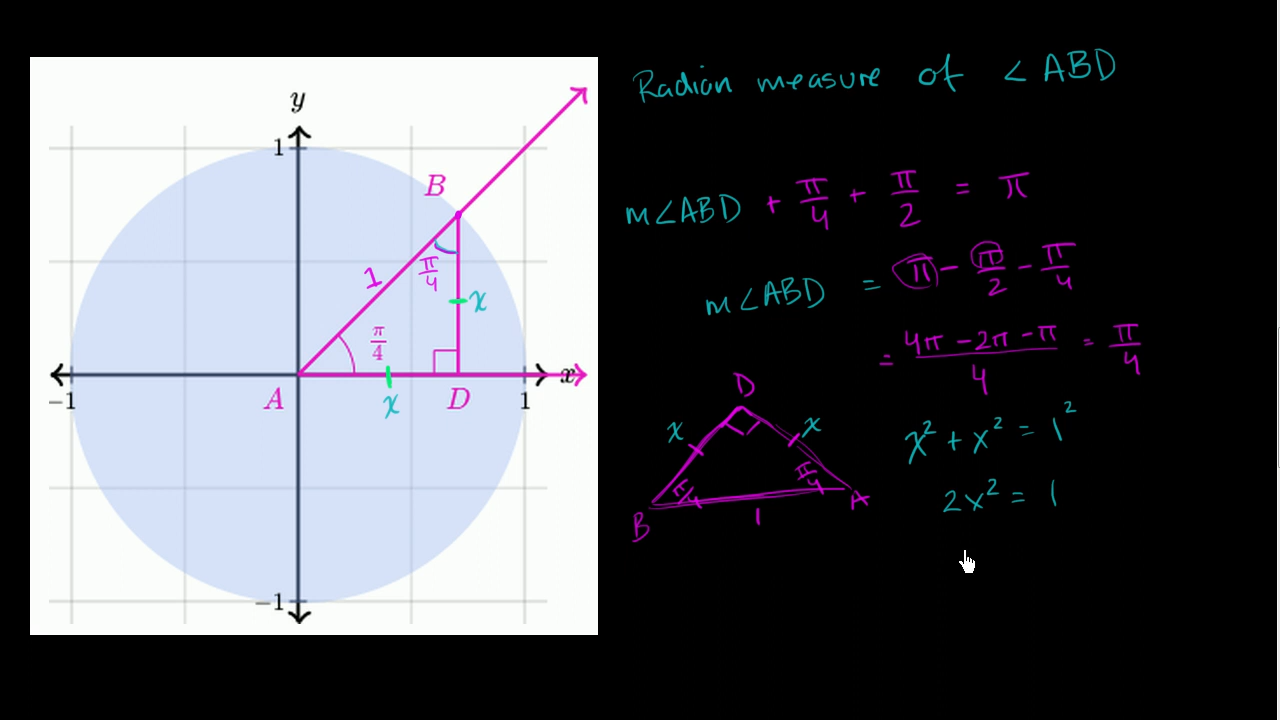 Radian measure of ∠ABD
y
1
B
m∠ABD + π/4 + π/2 = π
1
π/4
x
m∠ABD = π - π/2 - π/4
π/4
= (4π - 2π - π)/4 = π/4
-1
A
x
D
1
x
D
x
x
x² + x² = 1²
π/4
π/4
2x² = 1
B
1
A
-1